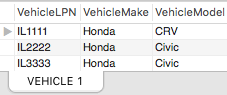 VehicleLPN VehicleMake VehicleModel
IL1111 Honda CRV
IL2222 Honda Civic
IL3333 Honda Civic
VEHICLE 1